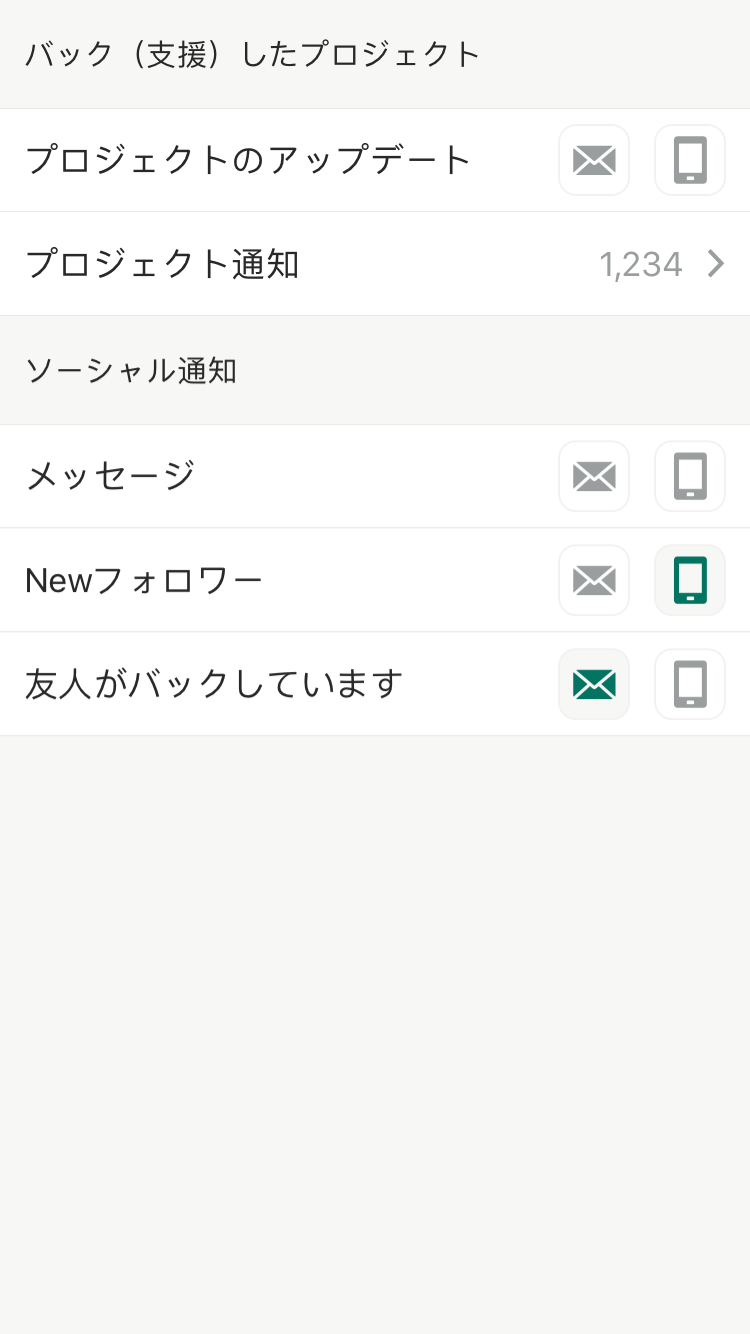 バック（支援）したプロジェクト
プロジェクトのアップデート
プロジェクト通知 1,234
ソーシャル通知
メッセージ
Newフォロワー
友人がバックしています